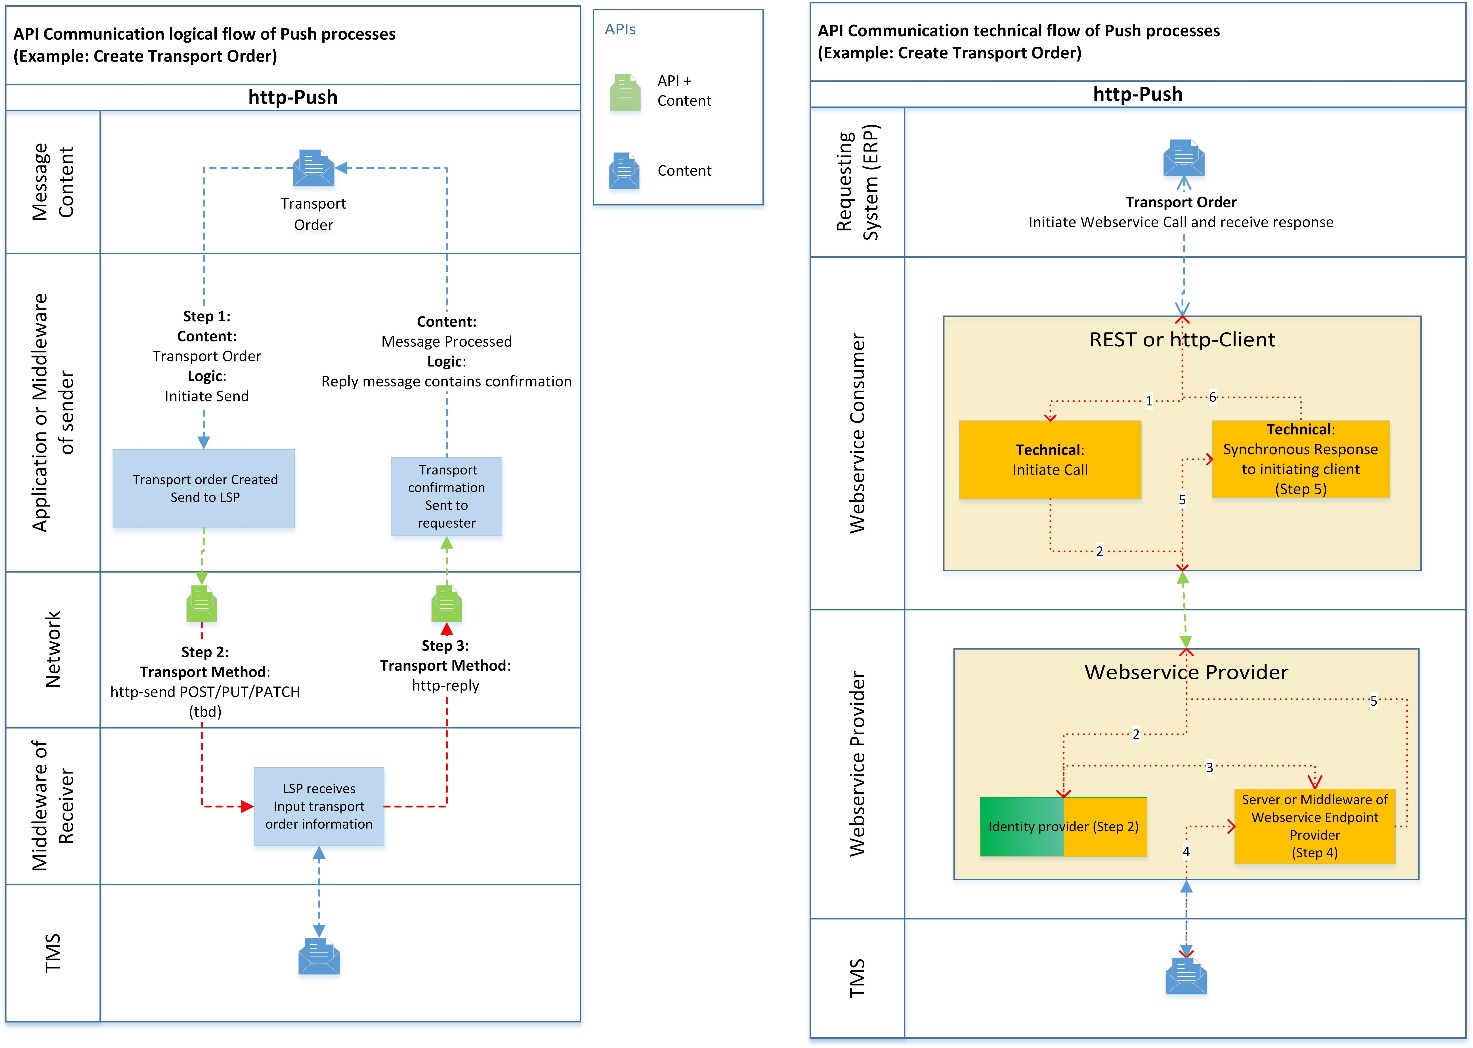 API Communication logical flow of Push processes
(Example: Create Transport Order)
http-Push
Message
Content
Transport
Order
Application or Middleware
of sender
Step 1:
Content:
Transport Order
Logic:
Initiate Send
Content:
Message Processed
Logic:
Reply message contains confirmation
Transport order Created
Send to LSP
Transport
confirmation
Sent to
requester
Network
Step 2:
Transport Method:
http-send POST/PUT/PATCH
(tbd)
Step 3:
Transport Method:
http-reply
Middleware of
Receiver
LSP receives
Input transport
order information
TMS
APIs
API +
Content
Content
API Communication technical flow of Push processes
(Example: Create Transport Order)
http-Push
Requesting
System (ERP)
Transport Order
Initiate Webservice Call and receive response
Webservice Consumer
REST or http-Client
1
6
Technical:
Initiate Call
Technical:
Synchronous Response
to initiating client
(Step 5)
5
2
Webservice Provider
Webservice Provider
5
2
3
Identity provider (Step 2)
Server or Middleware of
Webservice Endpoint
Provider
(Step 4)
4
TMS